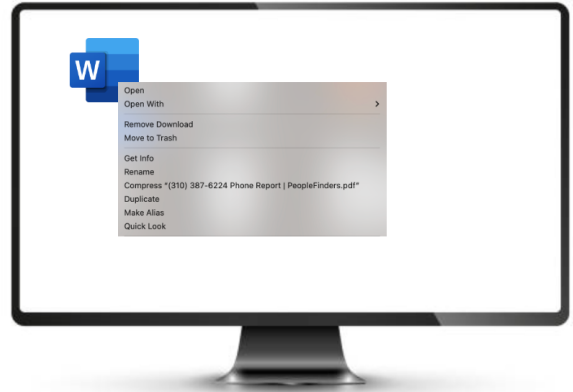 W
Open
Open With
Remove Download
Move to Trash
Get Info
Rename
Compress "(310) 387-6224 Phone Report | PeopleFinders.pdf"
Duplicate
Make Alias
Quick Look